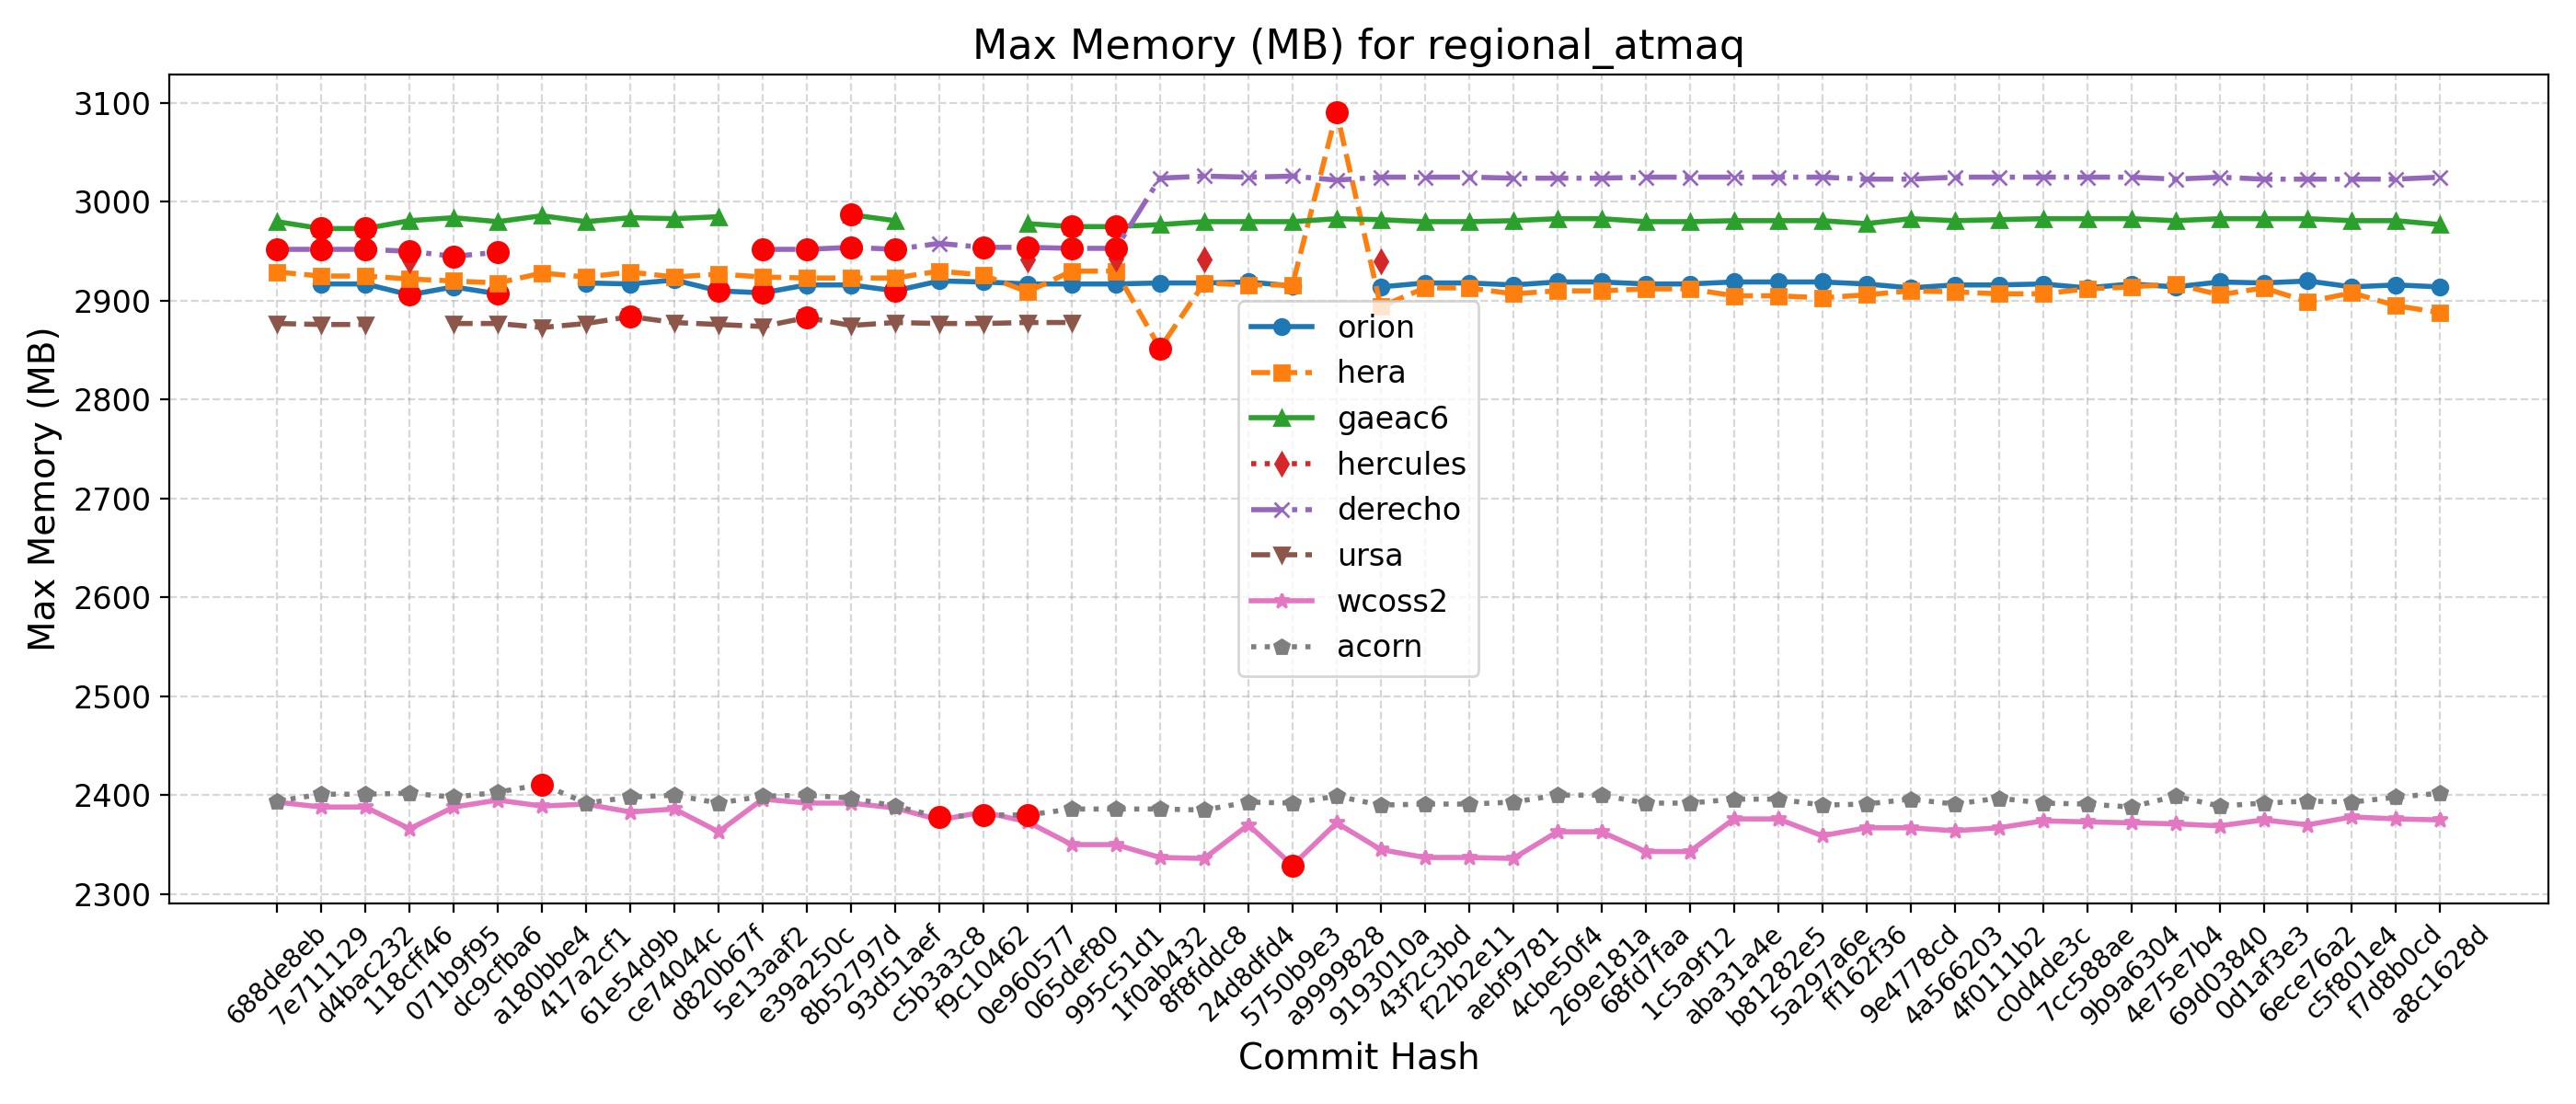 Max Memory (MB) for regional_atmaq
Max Memory (MB)
3100
3000
2900
2800
2700
2600
2500
2400
2300
orion
hera
gaeac6
hercules
derecho
ursa
wcoss2
acorn
688de8eb
7e711129
d4bac232
118cff46
071b9f95
dc9cfba6
a180bbe4
417a2cf1
61e54d9b
ce74044c
d820b67f
5e13aaf2
e39a250c
8b52797d
93d51aef
c5b3a3c8
f9c10462
0e960577
065def80
995c51d1
1f0ab432
8f8fddc8
24d8dfd4
5750b9e3
a9999828
9193010a
43f2c3bd
f22b2e11
aebf9781
4cbe50f4
269e181a
68fd7faa
1c5a9f12
aba31a4e
b81282e5
5a297a6e
ff162f36
9e4778cd
4a566203
4f0111b2
c0d4de3c
7cc588ae
9b9a6304
4e75e7b4
69d03840
0d1af3e3
6ece76a2
c5f801e4
f7d8b0cd
a8c1628d
Commit Hash